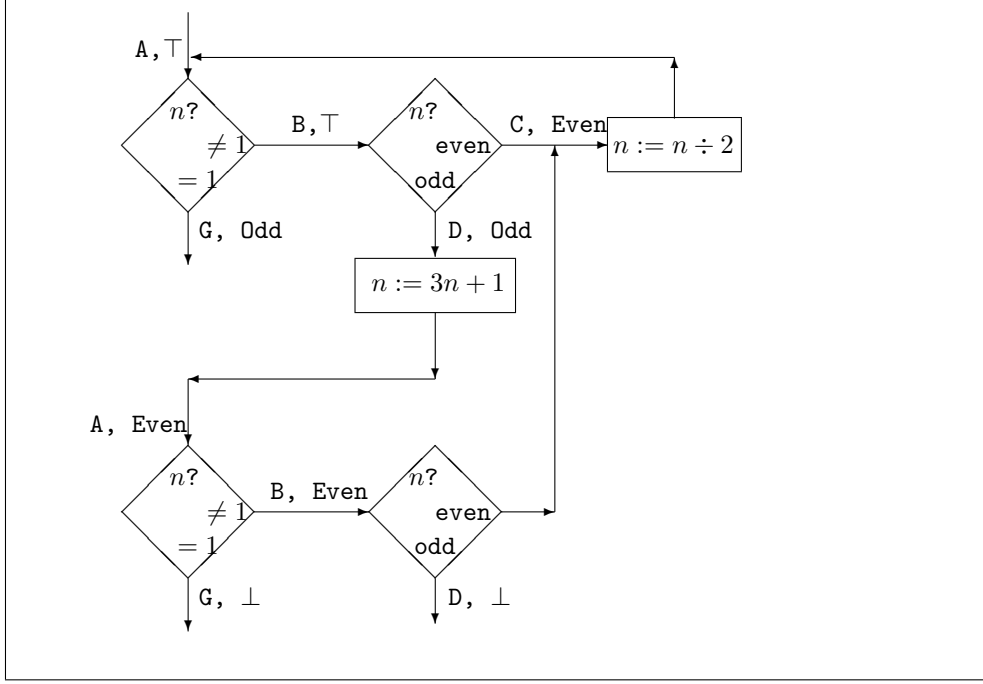 A,⊤
n?
≠ 1
= 1
B,⊤
n?
even
odd
C, Even
n := n ÷ 2
G, Odd
D, Odd
n := 3n + 1
A, Even
n?
≠ 1
= 1
B, Even
n?
even
odd
G, ⊥
D, ⊥